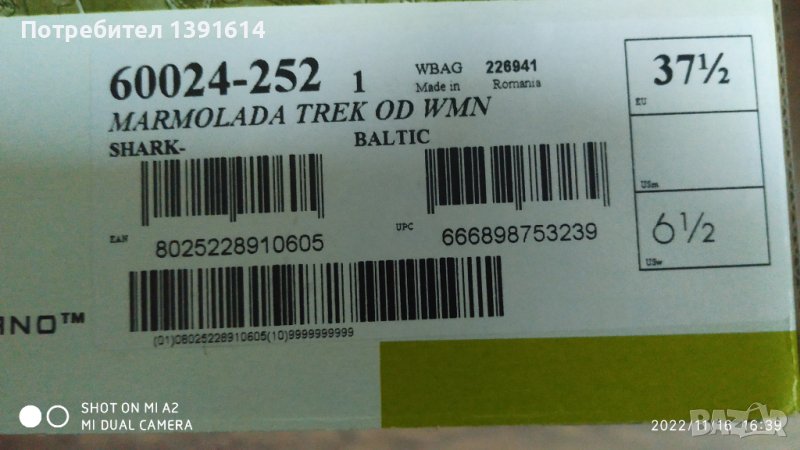 Потребител 1391614
60024-252 1 WBAG 226941
Made in Romania
MARMOLADA TREK OD WMN
SHARK- BALTIC
37½
EU
USm
6½
USw
EAN 8025228910605
UPC 666898753239
(01)08025228910605(10)9999999999
SHOT ON MI A2
MI DUAL CAMERA
2022/11/16 16:39
BAZAR